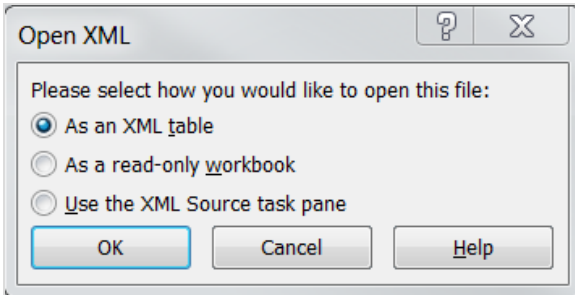 Open XML
Please select how you would like to open this file:
As an XML table
As a read-only workbook
Use the XML Source task pane
OK Cancel Help